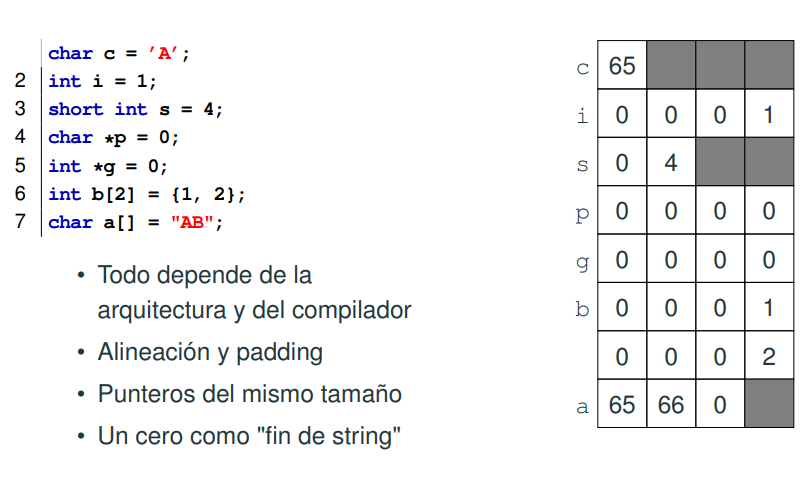 char c = 'A';
2 int i = 1;
3 short int s = 4;
4 char *p = 0;
5 int *g = 0;
6 int b[2] = {1, 2};
7 char a[] = "AB";
• Todo depende de la
arquitectura y del compilador
• Alineación y padding
• Punteros del mismo tamaño
• Un cero como "fin de string"
c 65
i 0 0 0 1
s 0 4
p 0 0 0 0
g 0 0 0 0
b 0 0 0 1
0 0 0 2
a 65 66 0